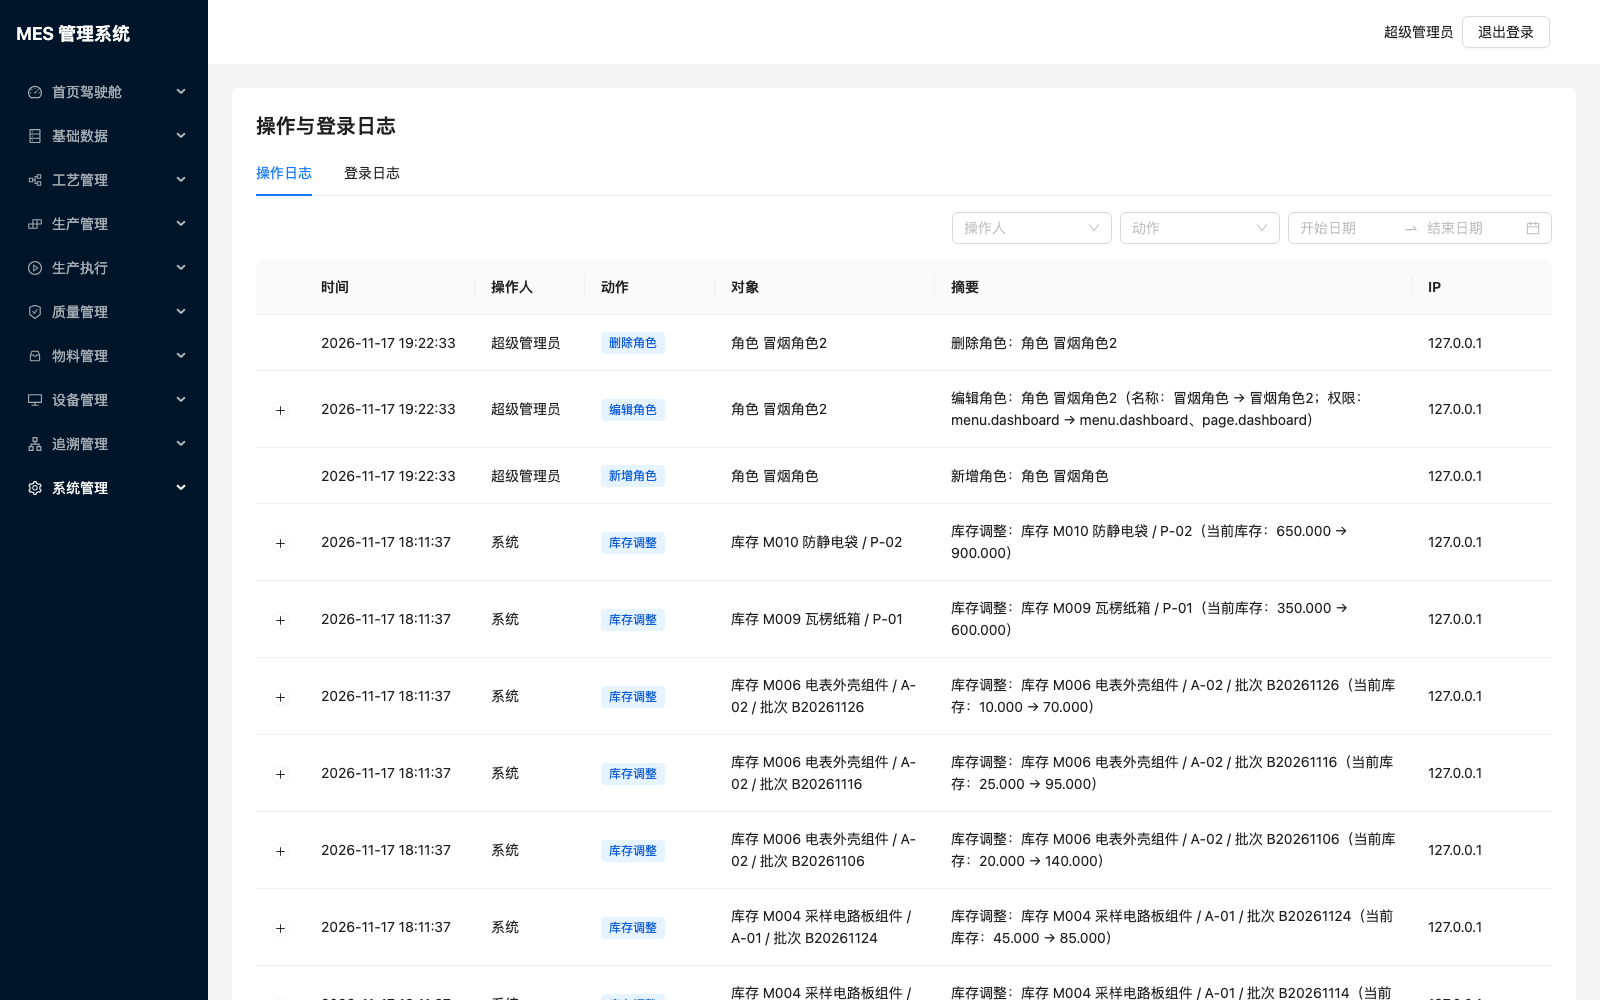 MES 管理系统
首页驾驶舱
基础数据
工艺管理
生产管理
生产执行
质量管理
物料管理
设备管理
追溯管理
系统管理
超级管理员 退出登录
操作与登录日志
操作日志 登录日志
操作人 动作 开始日期 → 结束日期
时间 操作人 动作 对象 摘要 IP
2026-11-17 19:22:33 超级管理员 删除角色 角色 冒烟角色2 删除角色：角色 冒烟角色2 127.0.0.1
2026-11-17 19:22:33 超级管理员 编辑角色 角色 冒烟角色2 编辑角色：角色 冒烟角色2（名称：冒烟角色 → 冒烟角色2；权限：
menu.dashboard → menu.dashboard、page.dashboard） 127.0.0.1
2026-11-17 19:22:33 超级管理员 新增角色 角色 冒烟角色 新增角色：角色 冒烟角色 127.0.0.1
2026-11-17 18:11:37 系统 库存调整 库存 M010 防静电袋 / P-02 库存调整：库存 M010 防静电袋 / P-02（当前库存：650.000 →
900.000） 127.0.0.1
2026-11-17 18:11:37 系统 库存调整 库存 M009 瓦楞纸箱 / P-01 库存调整：库存 M009 瓦楞纸箱 / P-01（当前库存：350.000 →
600.000） 127.0.0.1
2026-11-17 18:11:37 系统 库存调整 库存 M006 电表外壳组件 / A- 库存调整：库存 M006 电表外壳组件 / A-02 / 批次 B20261126（当前库
02 / 批次 B20261126 存：10.000 → 70.000） 127.0.0.1
2026-11-17 18:11:37 系统 库存调整 库存 M006 电表外壳组件 / A- 库存调整：库存 M006 电表外壳组件 / A-02 / 批次 B20261116（当前库
02 / 批次 B20261116 存：25.000 → 95.000） 127.0.0.1
2026-11-17 18:11:37 系统 库存调整 库存 M006 电表外壳组件 / A- 库存调整：库存 M006 电表外壳组件 / A-02 / 批次 B20261106（当前库
02 / 批次 B20261106 存：20.000 → 140.000） 127.0.0.1
2026-11-17 18:11:37 系统 库存调整 库存 M004 采样电路板组件 / 库存调整：库存 M004 采样电路板组件 / A-01 / 批次 B20261124（当前
A-01 / 批次 B20261124 库存：45.000 → 85.000） 127.0.0.1
库存 M004 采样电路板组件 / 库存调整：库存 M004 采样电路板组件 / A-01 / 批次 B20261114（当前